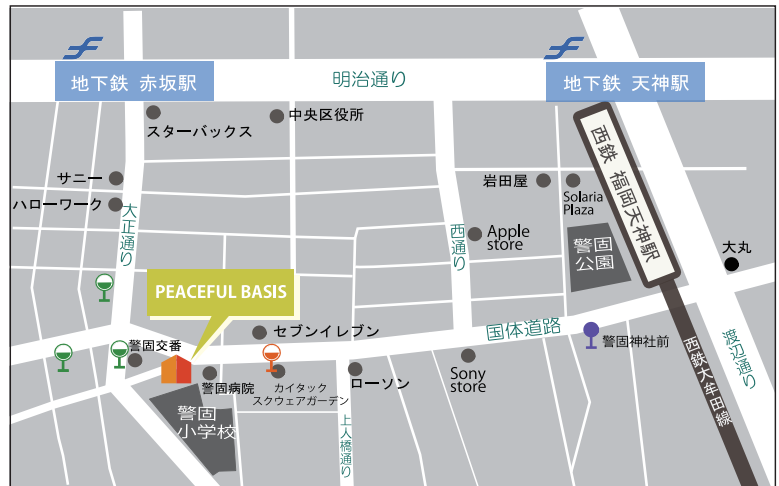 地下鉄 赤坂駅
明治通り
地下鉄 天神駅
スターバックス
中央区役所
西鉄 福岡天神駅
サニー
ハローワーク
大正通り
岩田屋
Solaria
Plaza
西通り
Apple
store
警固
公園
大丸
PEACEFUL BASIS
セブンイレブン
国体道路
警固神社前
渡辺通り
警固交番
警固病院
カイタック
スクウェアガーデン
ローソン
Sony
store
西鉄大牟田線
警固
小学校
上人橋通り